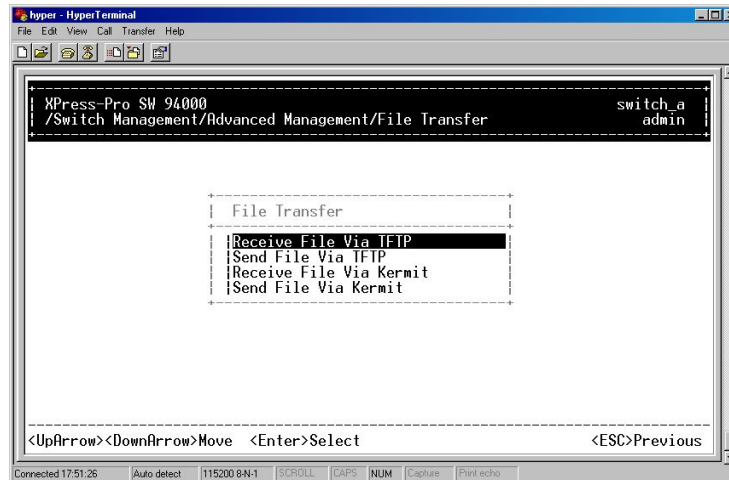 hyper - HyperTerminal
File Edit View Call Transfer Help
XPress-Pro SW 94000 switch_a
/Switch Management/Advanced Management/File Transfer admin
File Transfer
Receive File Via TFTP
Send File Via TFTP
Receive File Via Kermit
Send File Via Kermit
<UpArrow><DownArrow>Move <Enter>Select <ESC>Previous
Connected 17:51:26 Auto detect 115200 8-N-1 SCROLL CAPS NUM Capture Print echo